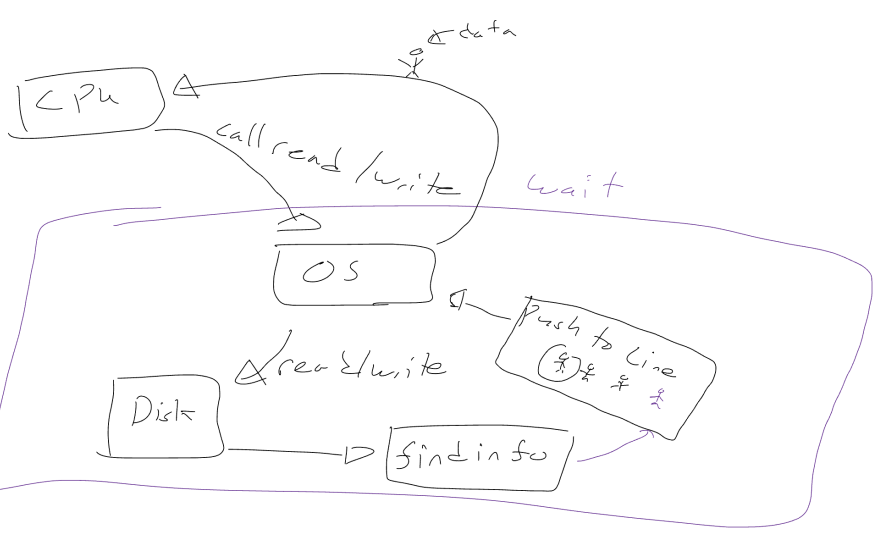 data
CPU
call read/write
wait
OS
Push to line
read/write
Disk
find info